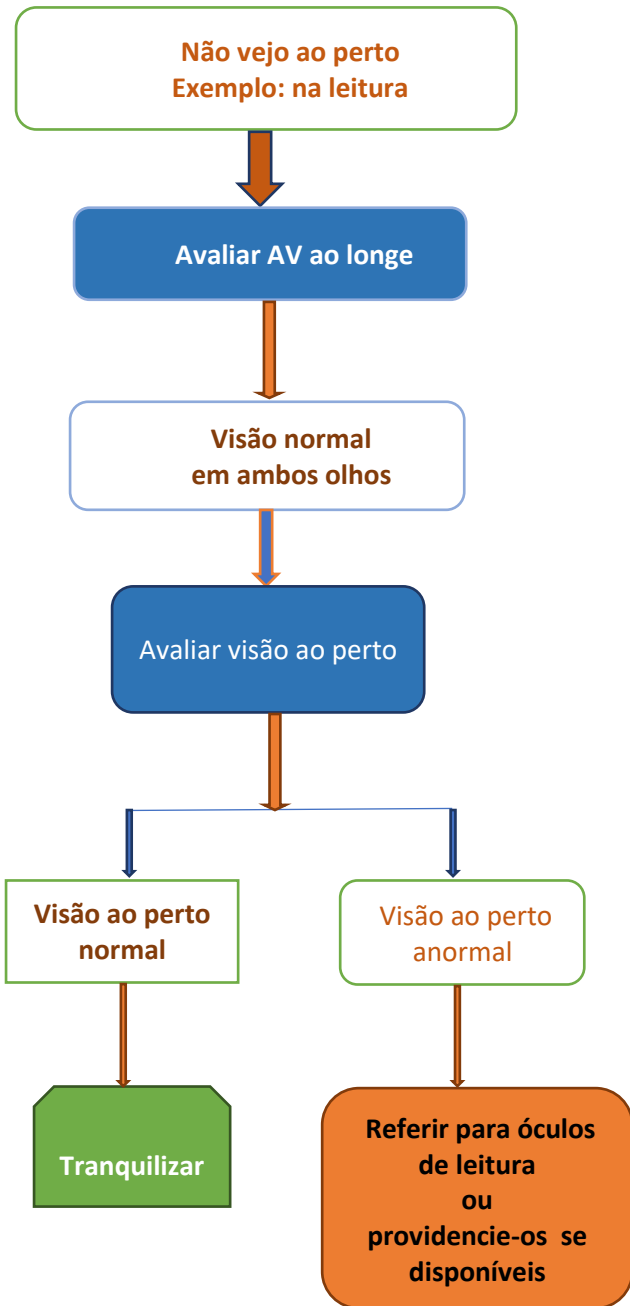 Não vejo ao perto
Exemplo: na leitura
Avaliar AV ao longe
Visão normal
em ambos olhos
Avaliar visão ao perto
Visão ao perto
normal
Visão ao perto
anormal
Tranquilizar
Referir para óculos
de leitura
ou
providencie-os se
disponíveis